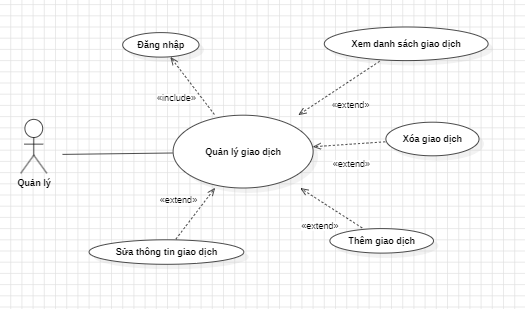 Đăng nhập
Xem danh sách giao dịch
«include»
«extend»
Xóa giao dịch
Quản lý giao dịch
«extend»
Quản lý
«extend»
«extend»
Thêm giao dịch
Sửa thông tin giao dịch